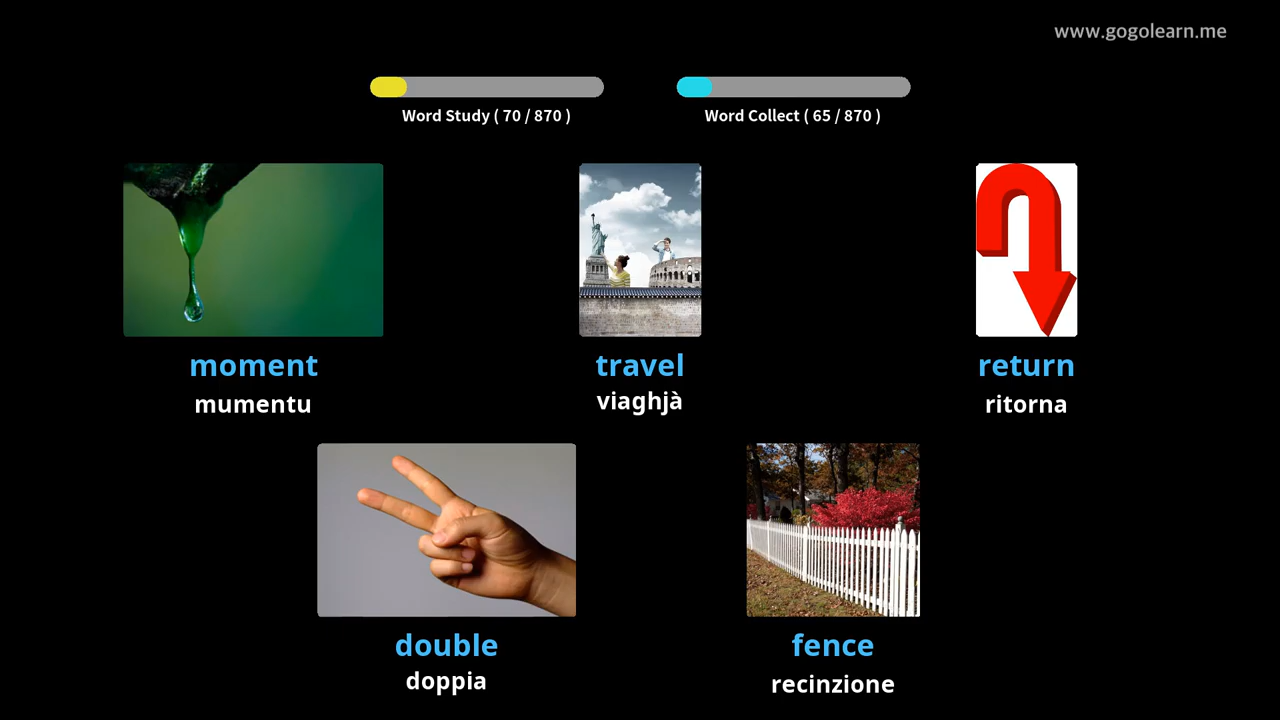 www.gogolearn.me
Word Study ( 70 / 870 )
Word Collect ( 65 / 870 )
moment
mumentu
travel
viaghjà
return
ritorna
double
doppia
fence
recinzione